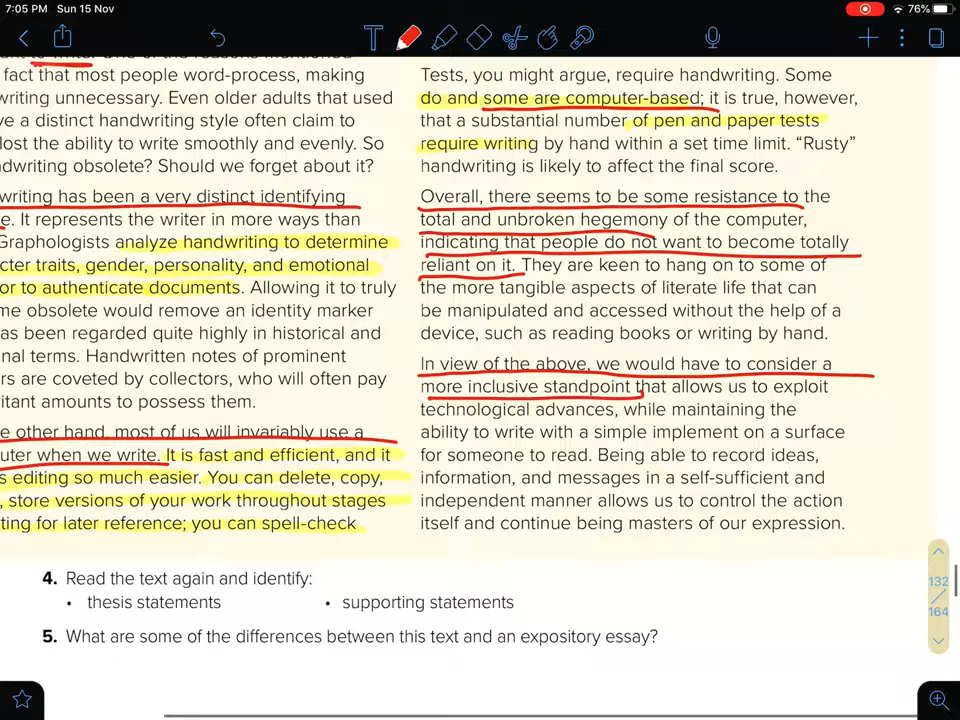 7:05 PM Sun 15 Nov
76%
fact that most people word-process, making
writing unnecessary. Even older adults that used
ve a distinct handwriting style often claim to
lost the ability to write smoothly and evenly. So
ndwriting obsolete? Should we forget about it?
writing has been a very distinct identifying
e. It represents the writer in more ways than
Graphologists analyze handwriting to determine
cter traits, gender, personality, and emotional
or to authenticate documents. Allowing it to truly
me obsolete would remove an identity marker
as been regarded quite highly in historical and
nal terms. Handwritten notes of prominent
rs are coveted by collectors, who will often pay
itant amounts to possess them.
e other hand, most of us will invariably use a
uter when we write. It is fast and efficient, and it
s editing so much easier. You can delete, copy,
, store versions of your work throughout stages
ting for later reference; you can spell-check
Tests, you might argue, require handwriting. Some
do and some are computer-based; it is true, however,
that a substantial number of pen and paper tests
require writing by hand within a set time limit. “Rusty”
handwriting is likely to affect the final score.
Overall, there seems to be some resistance to the
total and unbroken hegemony of the computer,
indicating that people do not want to become totally
reliant on it. They are keen to hang on to some of
the more tangible aspects of literate life that can
be manipulated and accessed without the help of a
device, such as reading books or writing by hand.
In view of the above, we would have to consider a
more inclusive standpoint that allows us to exploit
technological advances, while maintaining the
ability to write with a simple implement on a surface
for someone to read. Being able to record ideas,
information, and messages in a self-sufficient and
independent manner allows us to control the action
itself and continue being masters of our expression.
4. Read the text again and identify:
• thesis statements • supporting statements
5. What are some of the differences between this text and an expository essay?
132
/
164